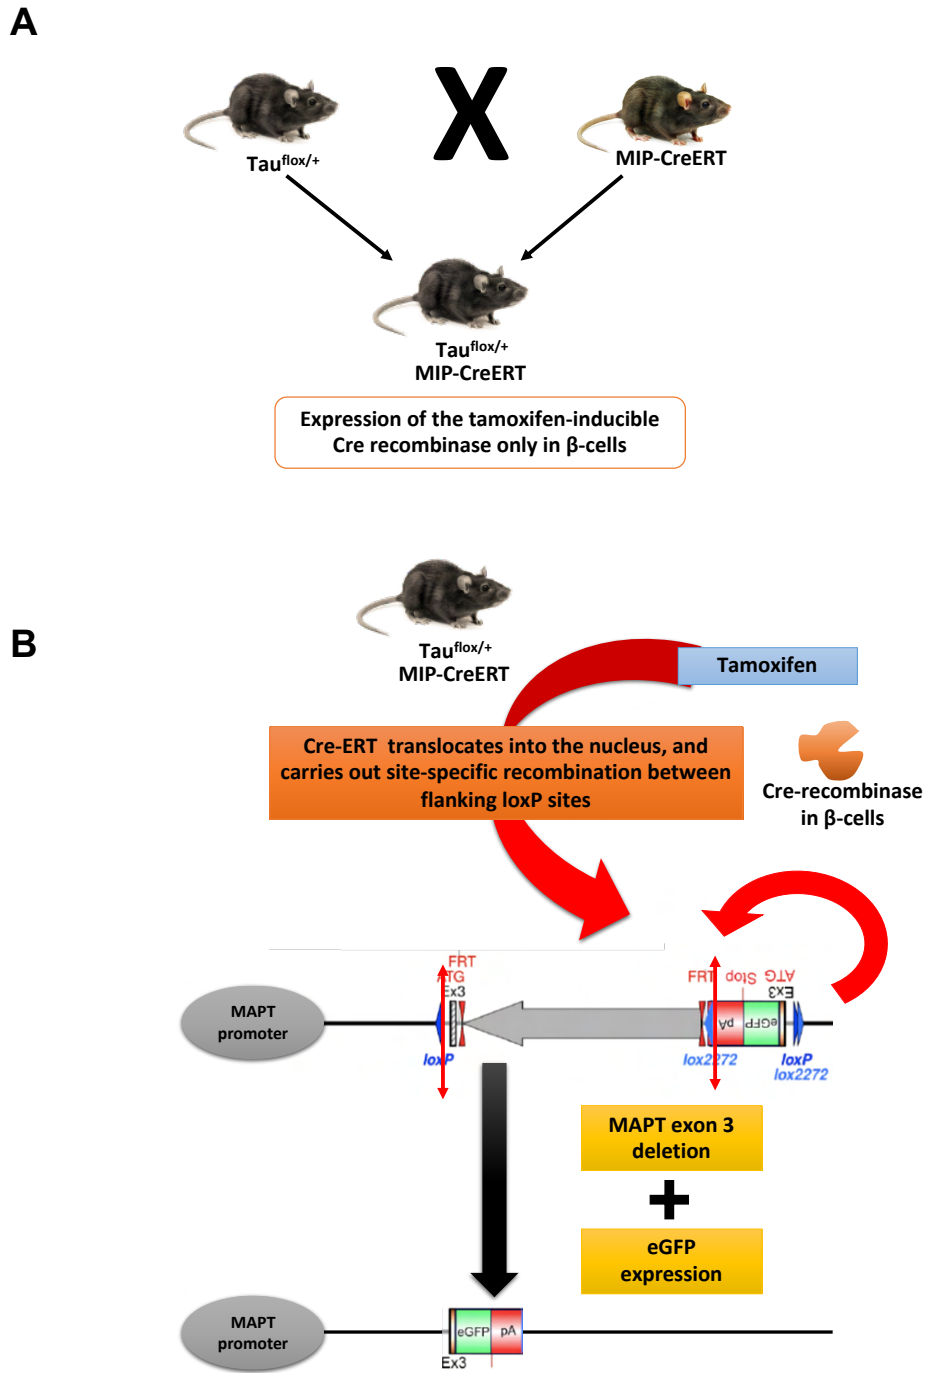 A
X
Tauflox/+
MIP-CreERT
Tauflox/+
MIP-CreERT
Expression of the tamoxifen-inducible
Cre recombinase only in β-cells
B
Tauflox/+
MIP-CreERT
Tamoxifen
Cre-ERT translocates into the nucleus, and
carries out site-specific recombination between
flanking loxP sites
Cre-recombinase
in β-cells
FRT
ATG
Ex3
FRT
Stop
ATG
Ex3
MAPT
promoter
pA
eGFP
loxP
lox2272
loxP
lox2272
MAPT exon 3
deletion
+
eGFP
expression
MAPT
promoter
eGFP
pA
Ex3